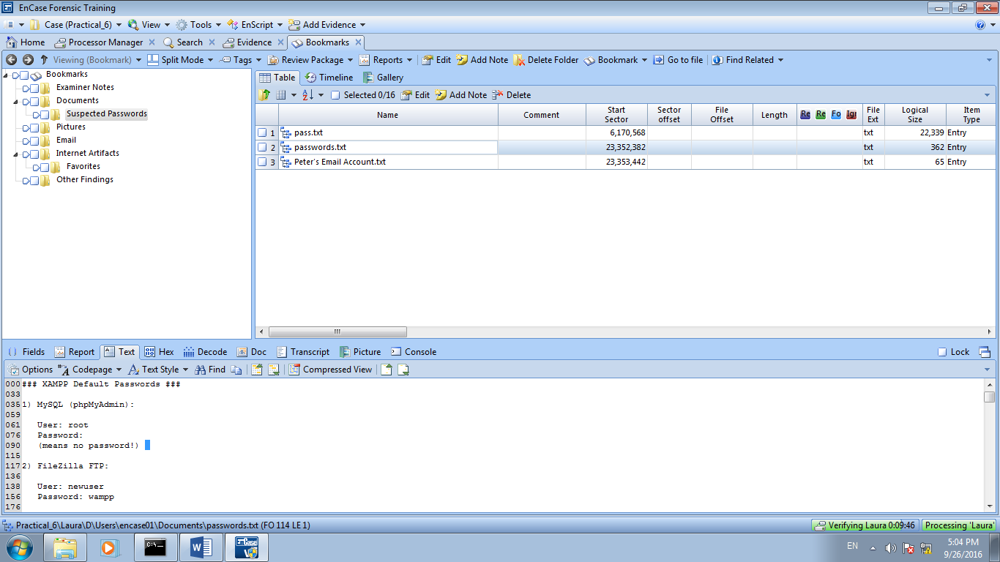 EnCase Forensic Training
Case (Practical_6) View Tools EnScript Add Evidence
Home Processor Manager Search Evidence Bookmarks
Viewing (Bookmark) Split Mode Tags Review Package Reports Edit Add Note Delete Folder Bookmark Go to file Find Related
Bookmarks
Examiner Notes
Documents
Suspected Passwords
Pictures
Email
Internet Artifacts
Favorites
Other Findings
Table Timeline Gallery
Selected 0/16 Edit Add Note Delete
Name Comment Start Sector Sector offset File Offset Length Re Re Fo Igr File Ext Logical Size Item Type
1 pass.txt 6,170,568 txt 22,339 Entry
2 passwords.txt 23,352,382 txt 362 Entry
3 Peter's Email Account.txt 23,353,442 txt 65 Entry
Fields Report Text Hex Decode Doc Transcript Picture Console Lock
Options Codepage Text Style Find Compressed View
000 ### XAMPP Default Passwords ###
033
035 1) MySQL (phpMyAdmin):
059
061 User: root
076 Password:
090 (means no password!)
115
117 2) FileZilla FTP:
136
138 User: newuser
156 Password: wampp
176
Practical_6\Laura\D\Users\encase01\Documents\passwords.txt (FO 114 LE 1) Verifying Laura 0:09:46 Processing 'Laura'
EN 5:04 PM
9/26/2016